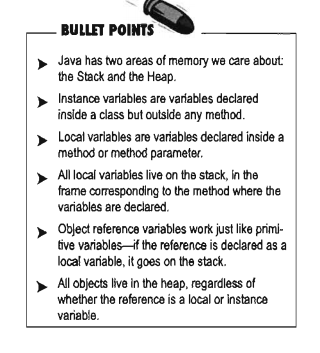 BULLET POINTS
Java has two areas of memory we care about:
the Stack and the Heap.
Instance variables are variables declared
inside a class but outside any method.
Local variables are variables declared inside a
method or method parameter.
All local variables live on the stack, in the
frame corresponding to the method where the
variables are declared.
Object reference variables work just like primi-
tive variables—if the reference is declared as a
local variable, it goes on the stack.
All objects live in the heap, regardless of
whether the reference is a local or instance
variable.